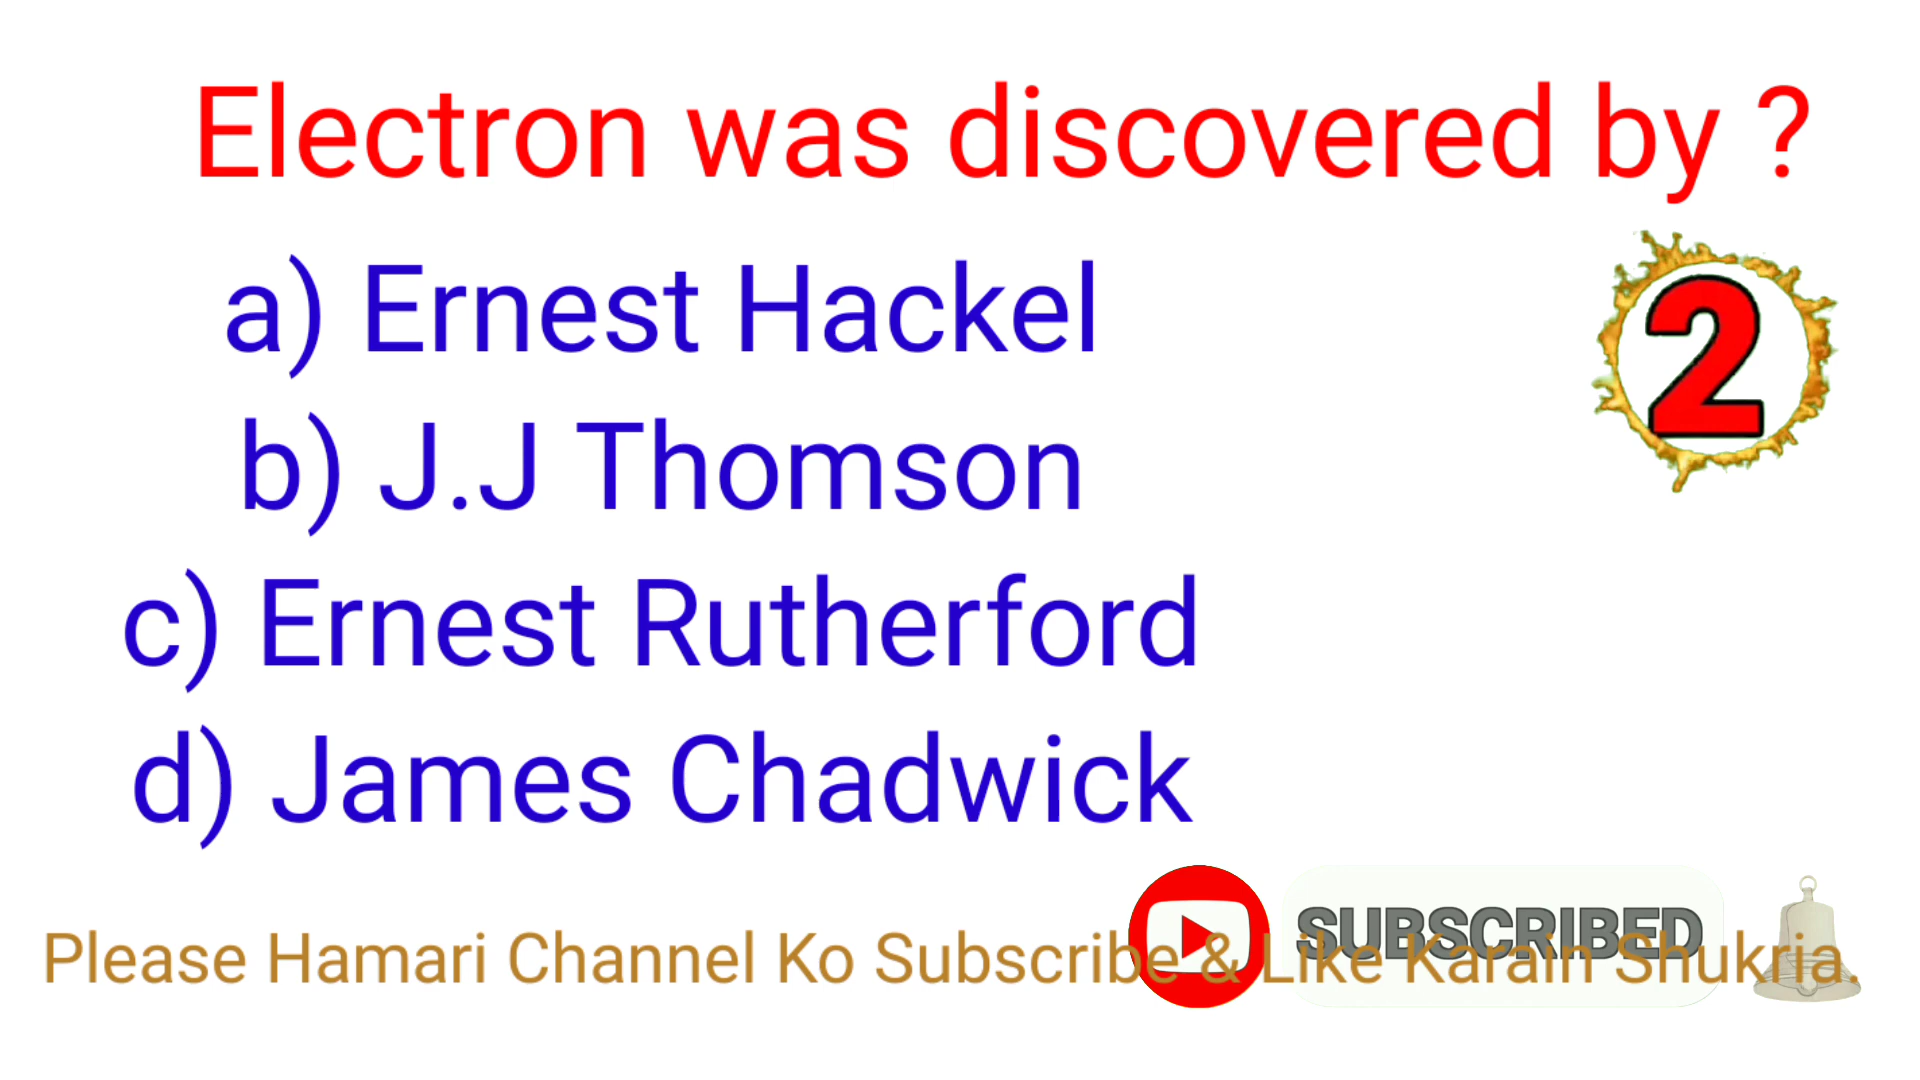 Electron was discovered by ?
a) Ernest Hackel
2
b) J.J Thomson
c) Ernest Rutherford
d) James Chadwick
SUBSCRIBED
Please Hamari Channel Ko Subscribe & Like Karain Shukria.